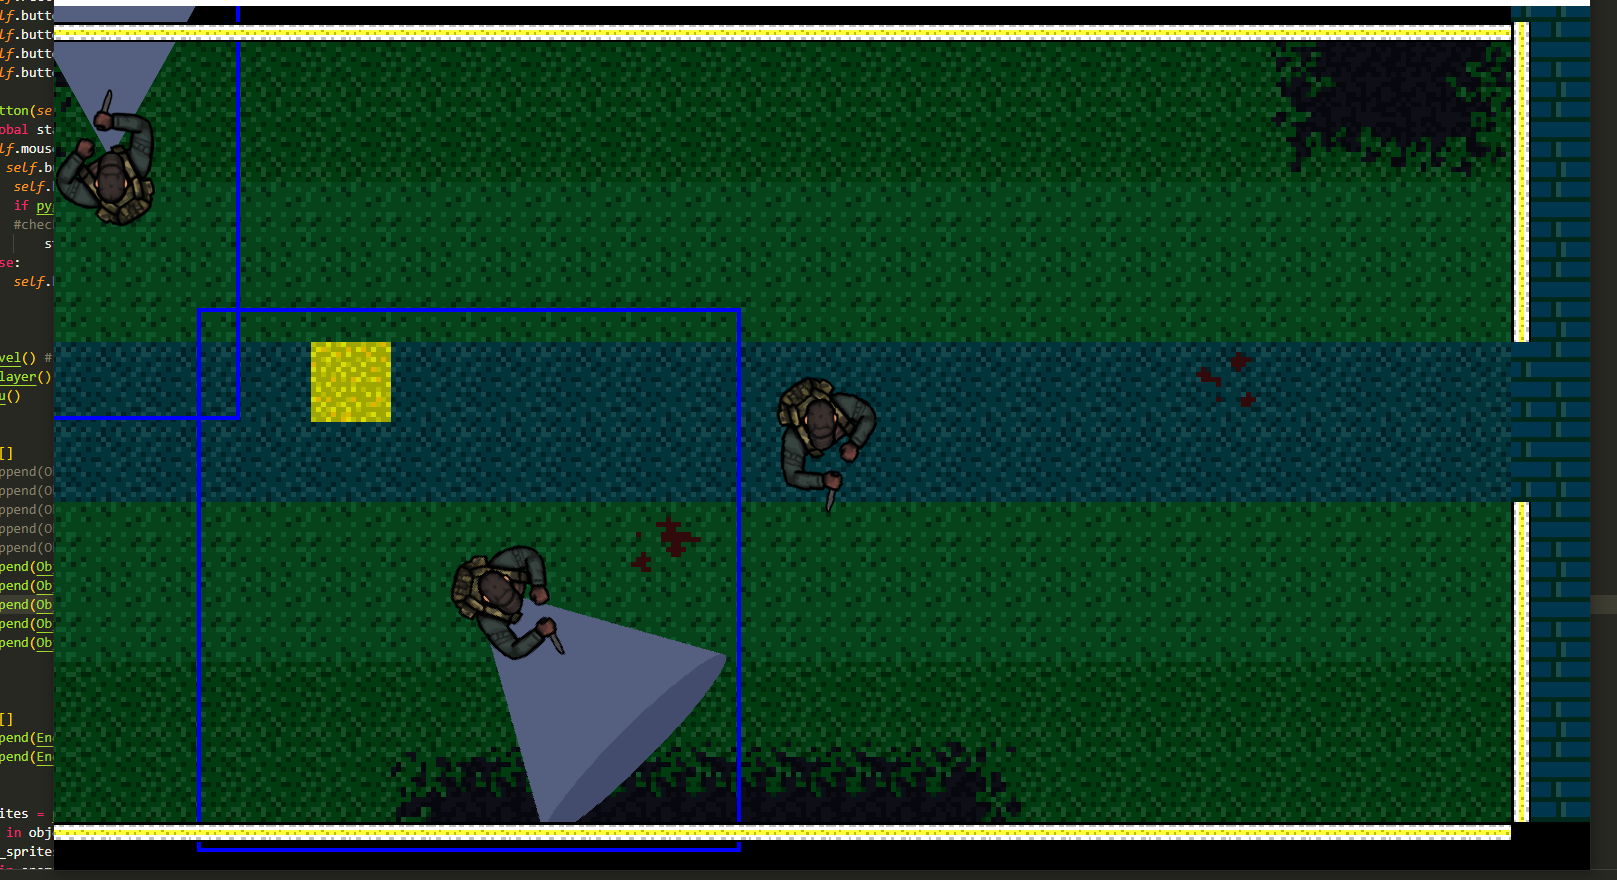 lf.butt
lf.butt
lf.butt
lf.butt
tton(se
obal sta
lf.mous
self.b
self.
if py
#chec
s
se:
self.
vel() #
layer()
u()
[]
ppend(O
ppend(O
ppend(O
ppend(O
ppend(O
pend(Ob
pend(Ob
pend(Ob
pend(Ob
pend(Ob
[]
pend(En
pend(En
ites =
in obj
_sprite